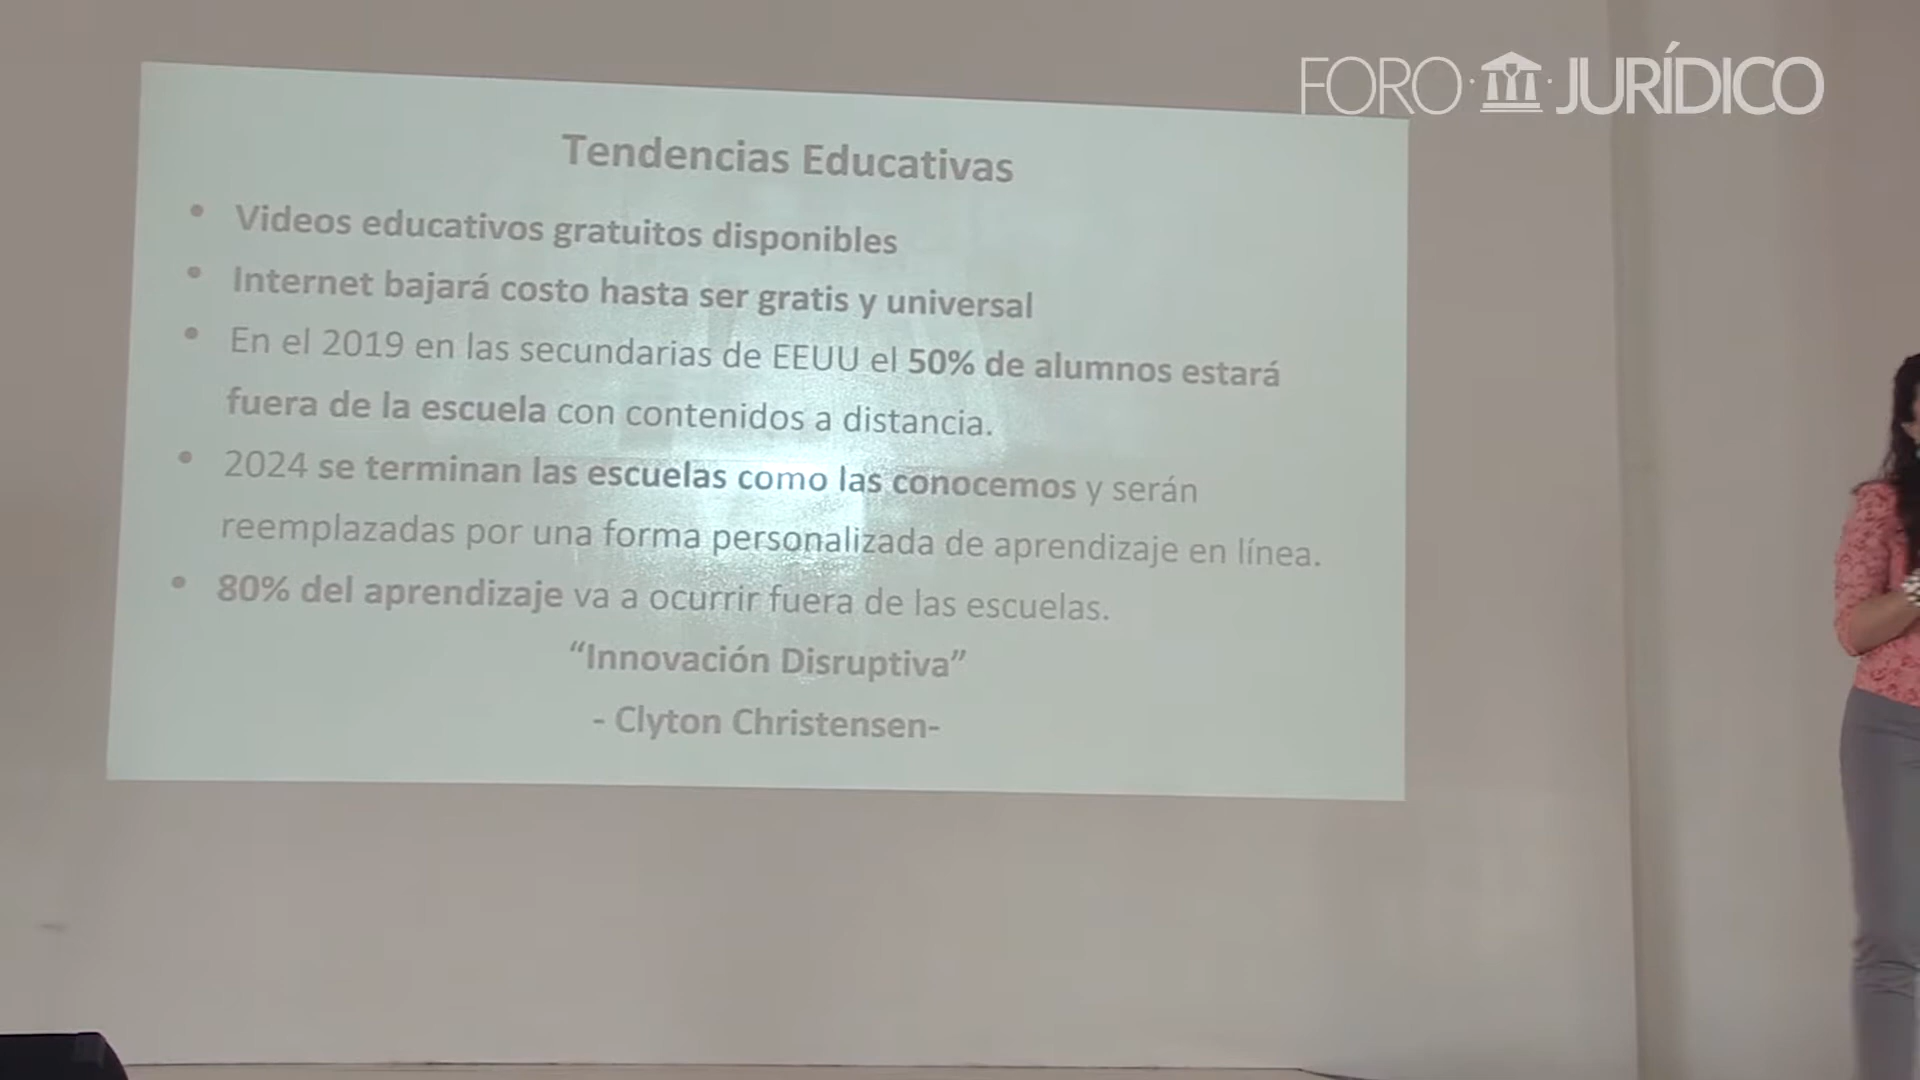 FORO JURÍDICO
Tendencias Educativas
• Videos educativos gratuitos disponibles
• Internet bajará costo hasta ser gratis y universal
• En el 2019 en las secundarias de EEUU el 50% de alumnos estará
fuera de la escuela con contenidos a distancia.
• 2024 se terminan las escuelas como las conocemos y serán
reemplazadas por una forma personalizada de aprendizaje en línea.
• 80% del aprendizaje va a ocurrir fuera de las escuelas.
“Innovación Disruptiva”
- Clyton Christensen-